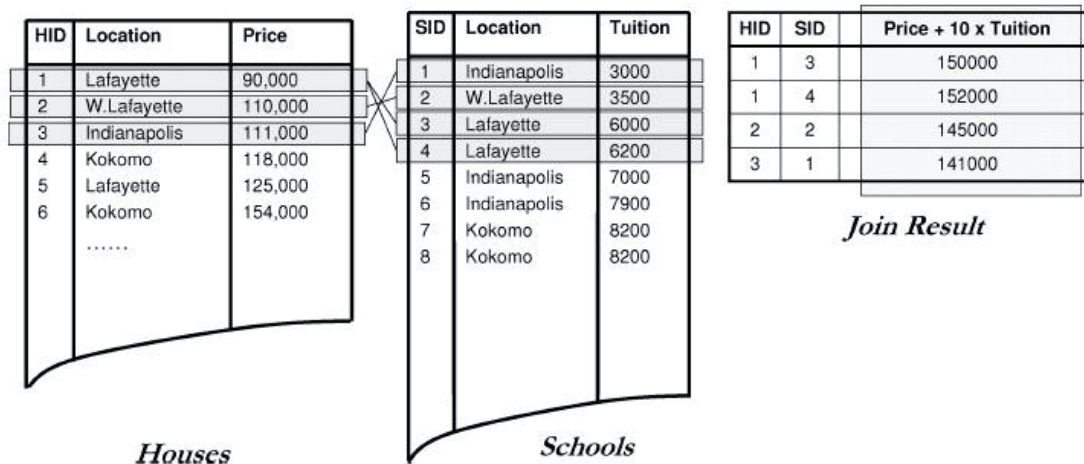 HID Location Price
1 Lafayette 90,000
2 W.Lafayette 110,000
3 Indianapolis 111,000
4 Kokomo 118,000
5 Lafayette 125,000
6 Kokomo 154,000
......
Houses
SID Location Tuition
1 Indianapolis 3000
2 W.Lafayette 3500
3 Lafayette 6000
4 Lafayette 6200
5 Indianapolis 7000
6 Indianapolis 7900
7 Kokomo 8200
8 Kokomo 8200
Schools
HID SID Price + 10 x Tuition
1 3 150000
1 4 152000
2 2 145000
3 1 141000
Join Result